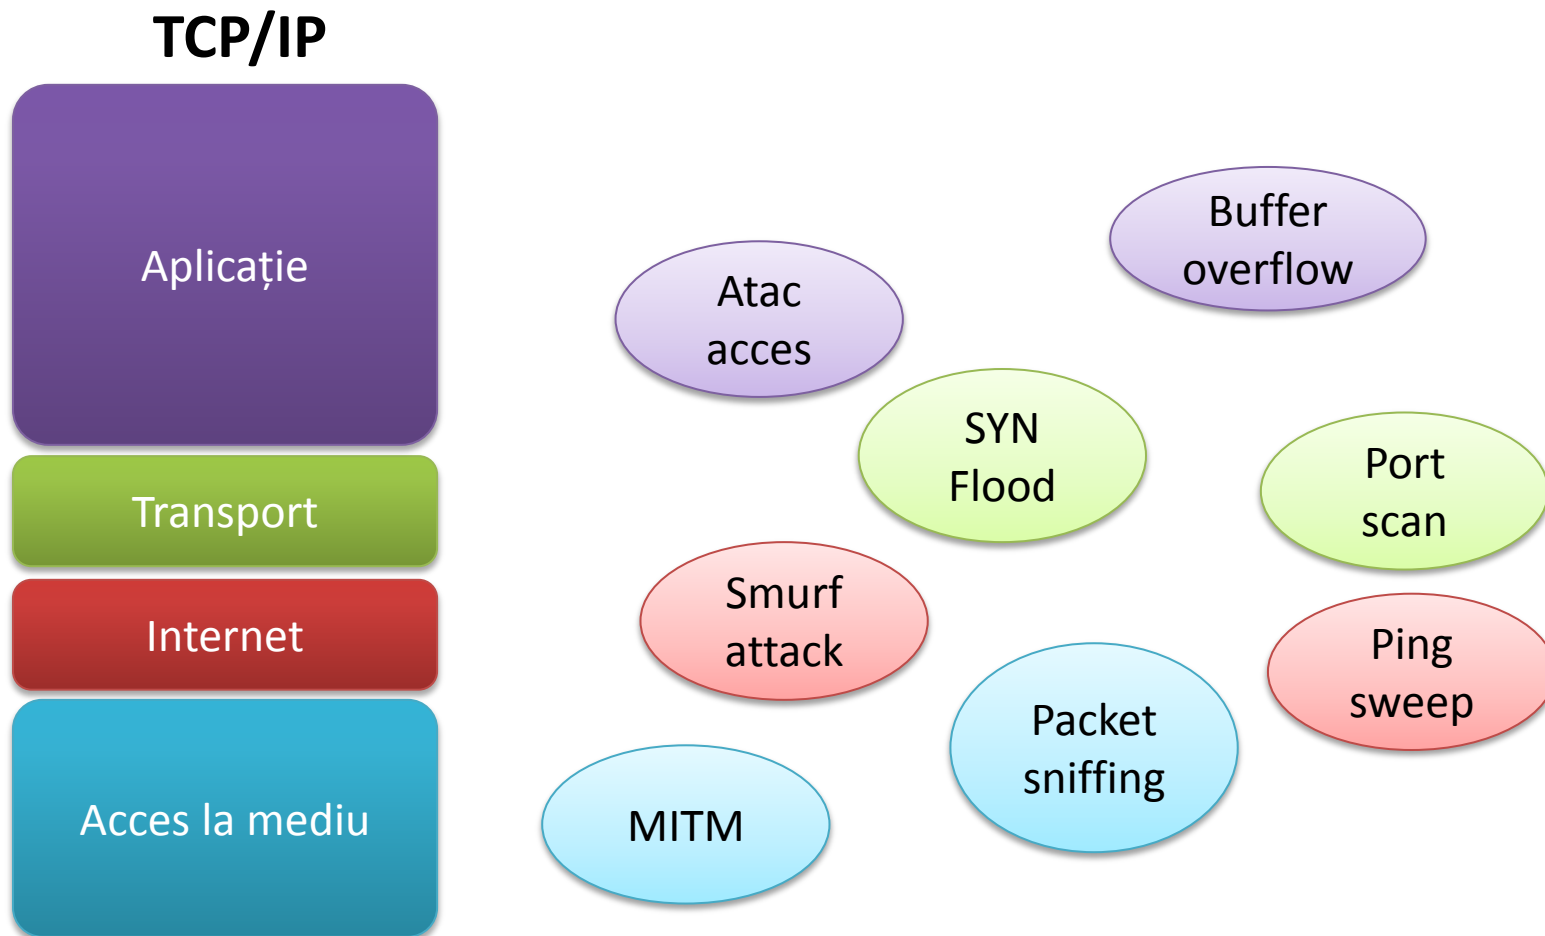 TCP/IP
Aplicație
Transport
Internet
Acces la mediu
Buffer
overflow
Atac
acces
SYN
Flood
Port
scan
Smurf
attack
Ping
sweep
Packet
sniffing
MITM